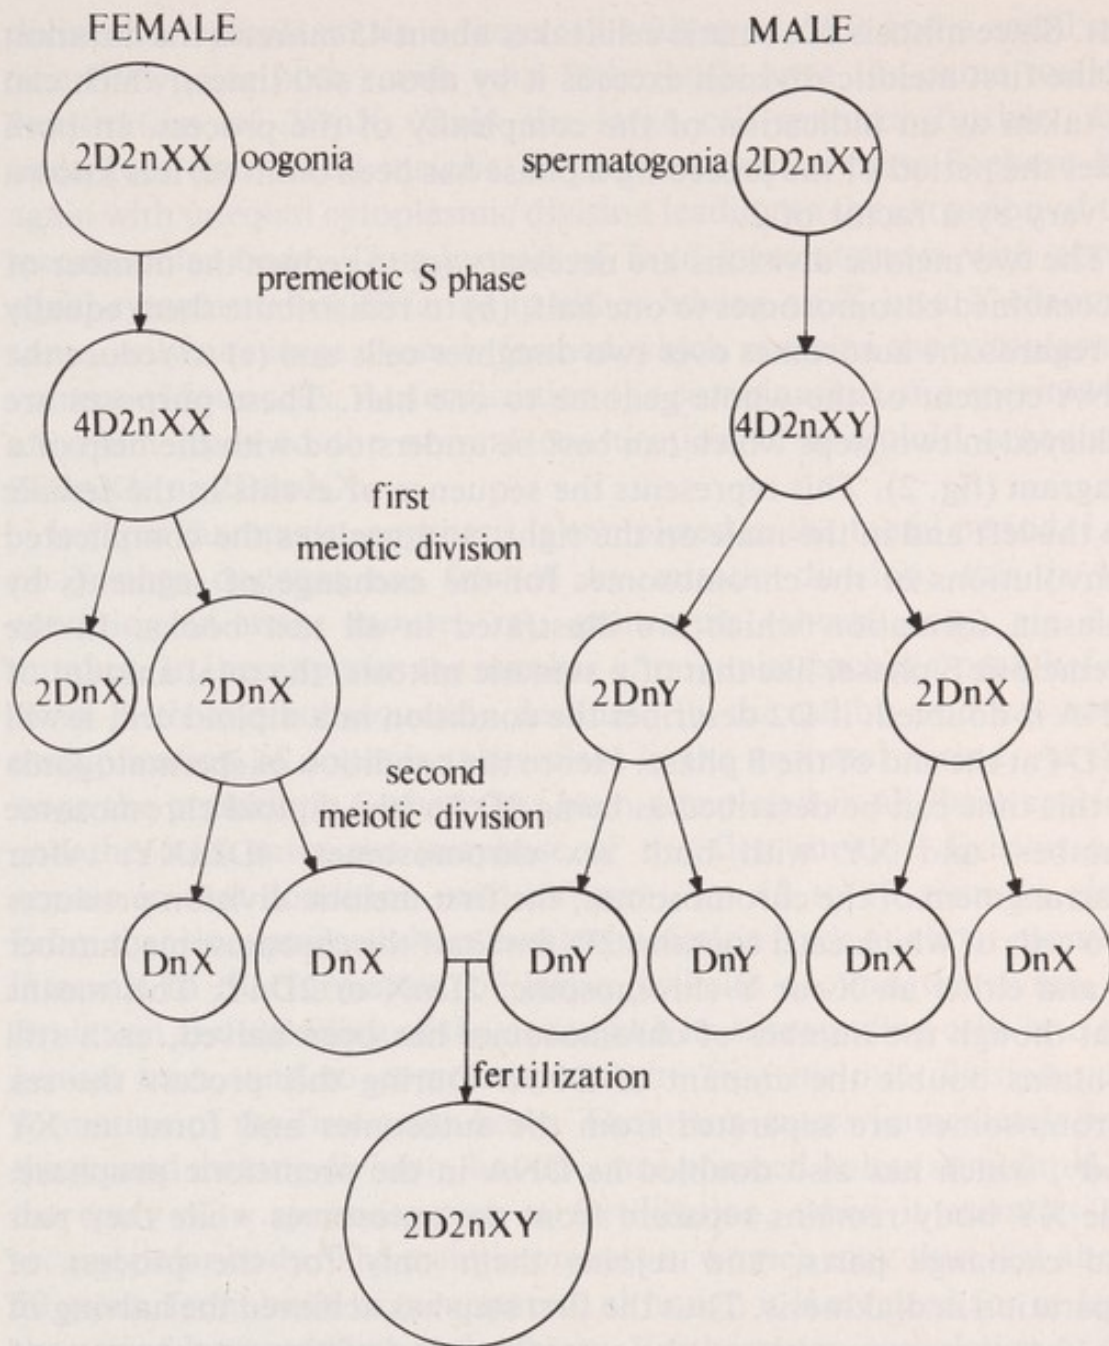 FEMALE
MALE
2D2nXX oogonia
spermatogonia 2D2nXY
premeiotic S phase
4D2nXX
4D2nXY
first
meiotic division
2DnX
2DnX
2DnY
2DnX
second
meiotic division
DnX
DnX
DnY
DnY
DnX
DnX
fertilization
2D2nXY